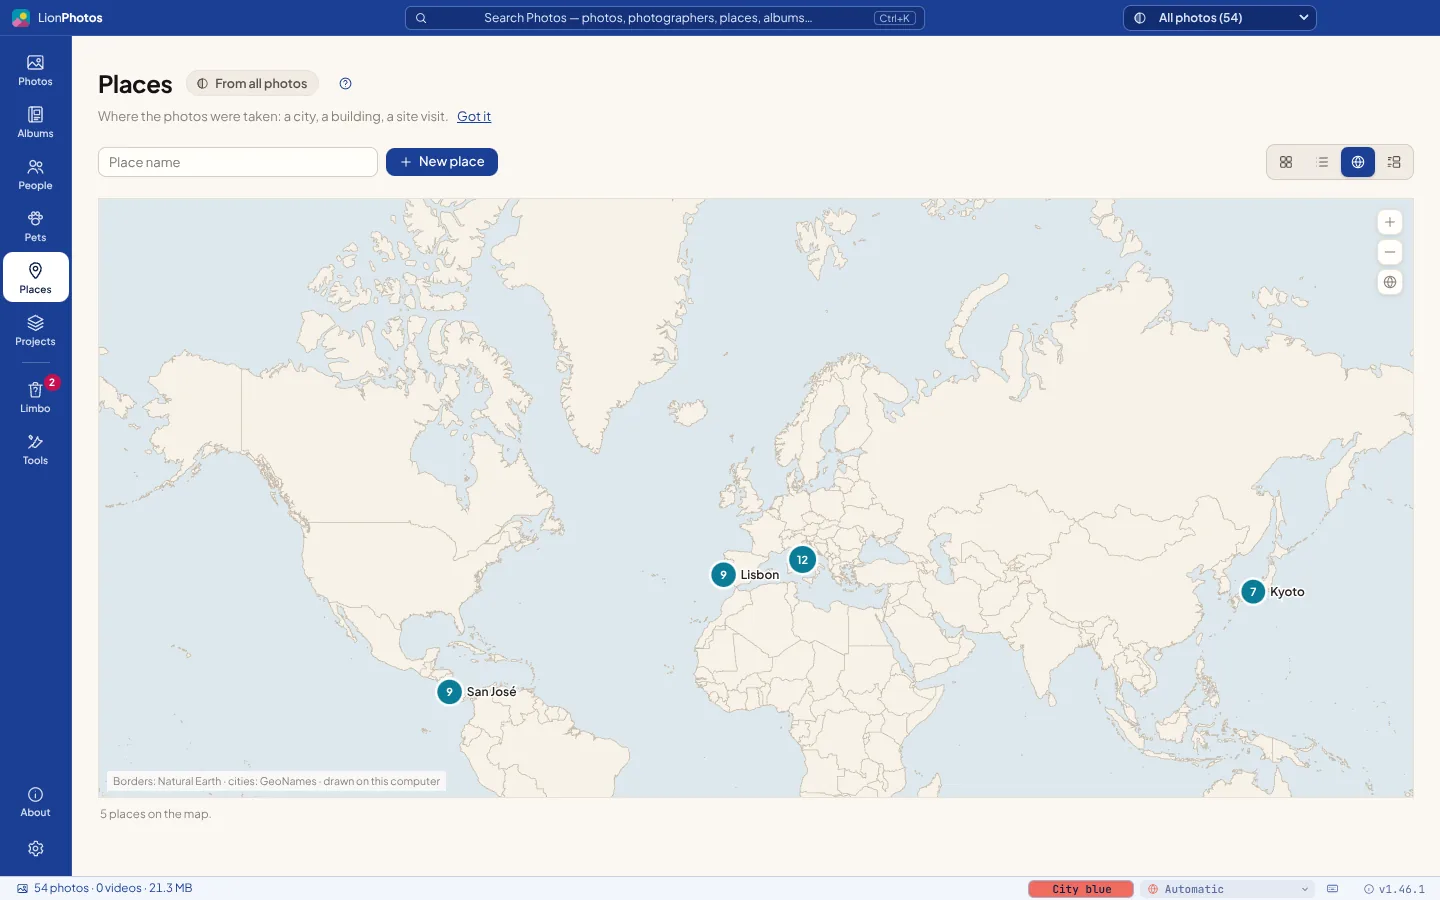 LionPhotos
Search Photos — photos, photographers, places, albums...
Ctrl+K
All photos (54)
Photos
Albums
People
Pets
Places
Projects
2
Limbo
Tools
About
Places
From all photos
Where the photos were taken: a city, a building, a site visit. Got it
Place name
+ New place
12
9 Lisbon
7 Kyoto
9 San José
Borders: Natural Earth · cities: GeoNames · drawn on this computer
5 places on the map.
54 photos · 0 videos · 21.3 MB
City blue
Automatic
v1.46.1